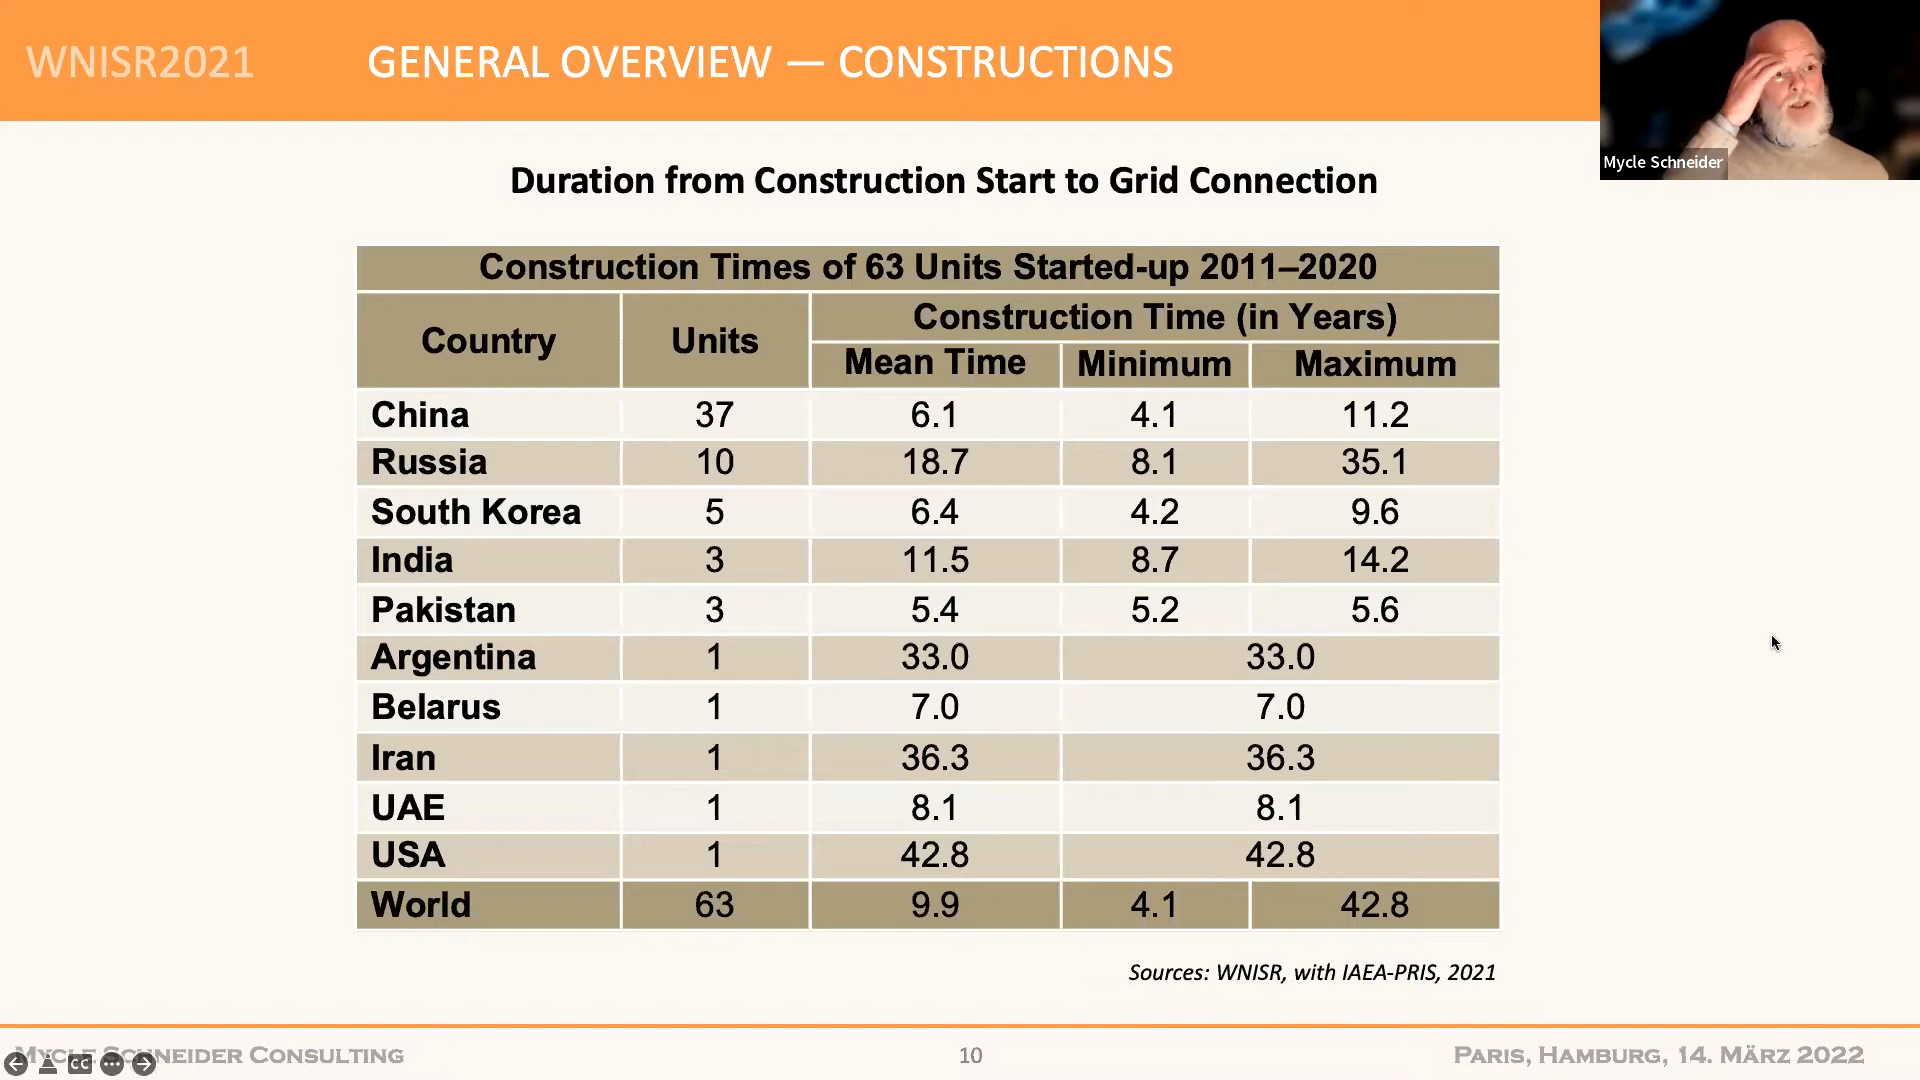 WNISR2021 GENERAL OVERVIEW — CONSTRUCTIONS
Mycle Schneider
Duration from Construction Start to Grid Connection
Construction Times of 63 Units Started-up 2011–2020
Country Units Construction Time (in Years)
Mean Time Minimum Maximum
China 37 6.1 4.1 11.2
Russia 10 18.7 8.1 35.1
South Korea 5 6.4 4.2 9.6
India 3 11.5 8.7 14.2
Pakistan 3 5.4 5.2 5.6
Argentina 1 33.0 33.0
Belarus 1 7.0 7.0
Iran 1 36.3 36.3
UAE 1 8.1 8.1
USA 1 42.8 42.8
World 63 9.9 4.1 42.8
Sources: WNISR, with IAEA-PRIS, 2021
Mycle Schneider Consulting 10 Paris, Hamburg, 14. März 2022
CC